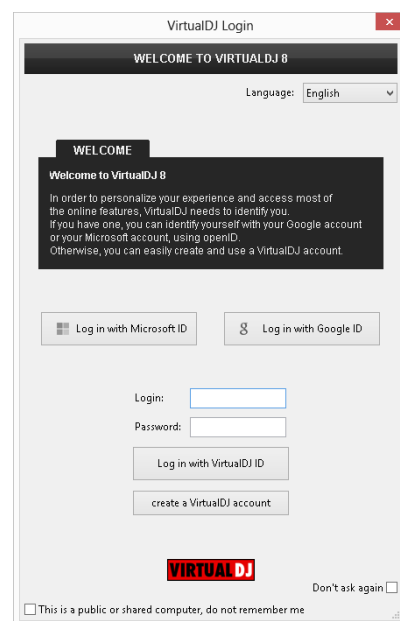 VirtualDJ Login
WELCOME TO VIRTUALDJ 8
Language: English
WELCOME
Welcome to VirtualDJ 8
In order to personalize your experience and access most of
the online features, VirtualDJ needs to identify you.
If you have one, you can identify yourself with your Google account
or your Microsoft account, using openID.
Otherwise, you can easily create and use a VirtualDJ account.
Log in with Microsoft ID
8 Log in with Google ID
Login:
Password:
Log in with VirtualDJ ID
create a VirtualDJ account
VIRTUAL DJ
Don't ask again
This is a public or shared computer, do not remember me